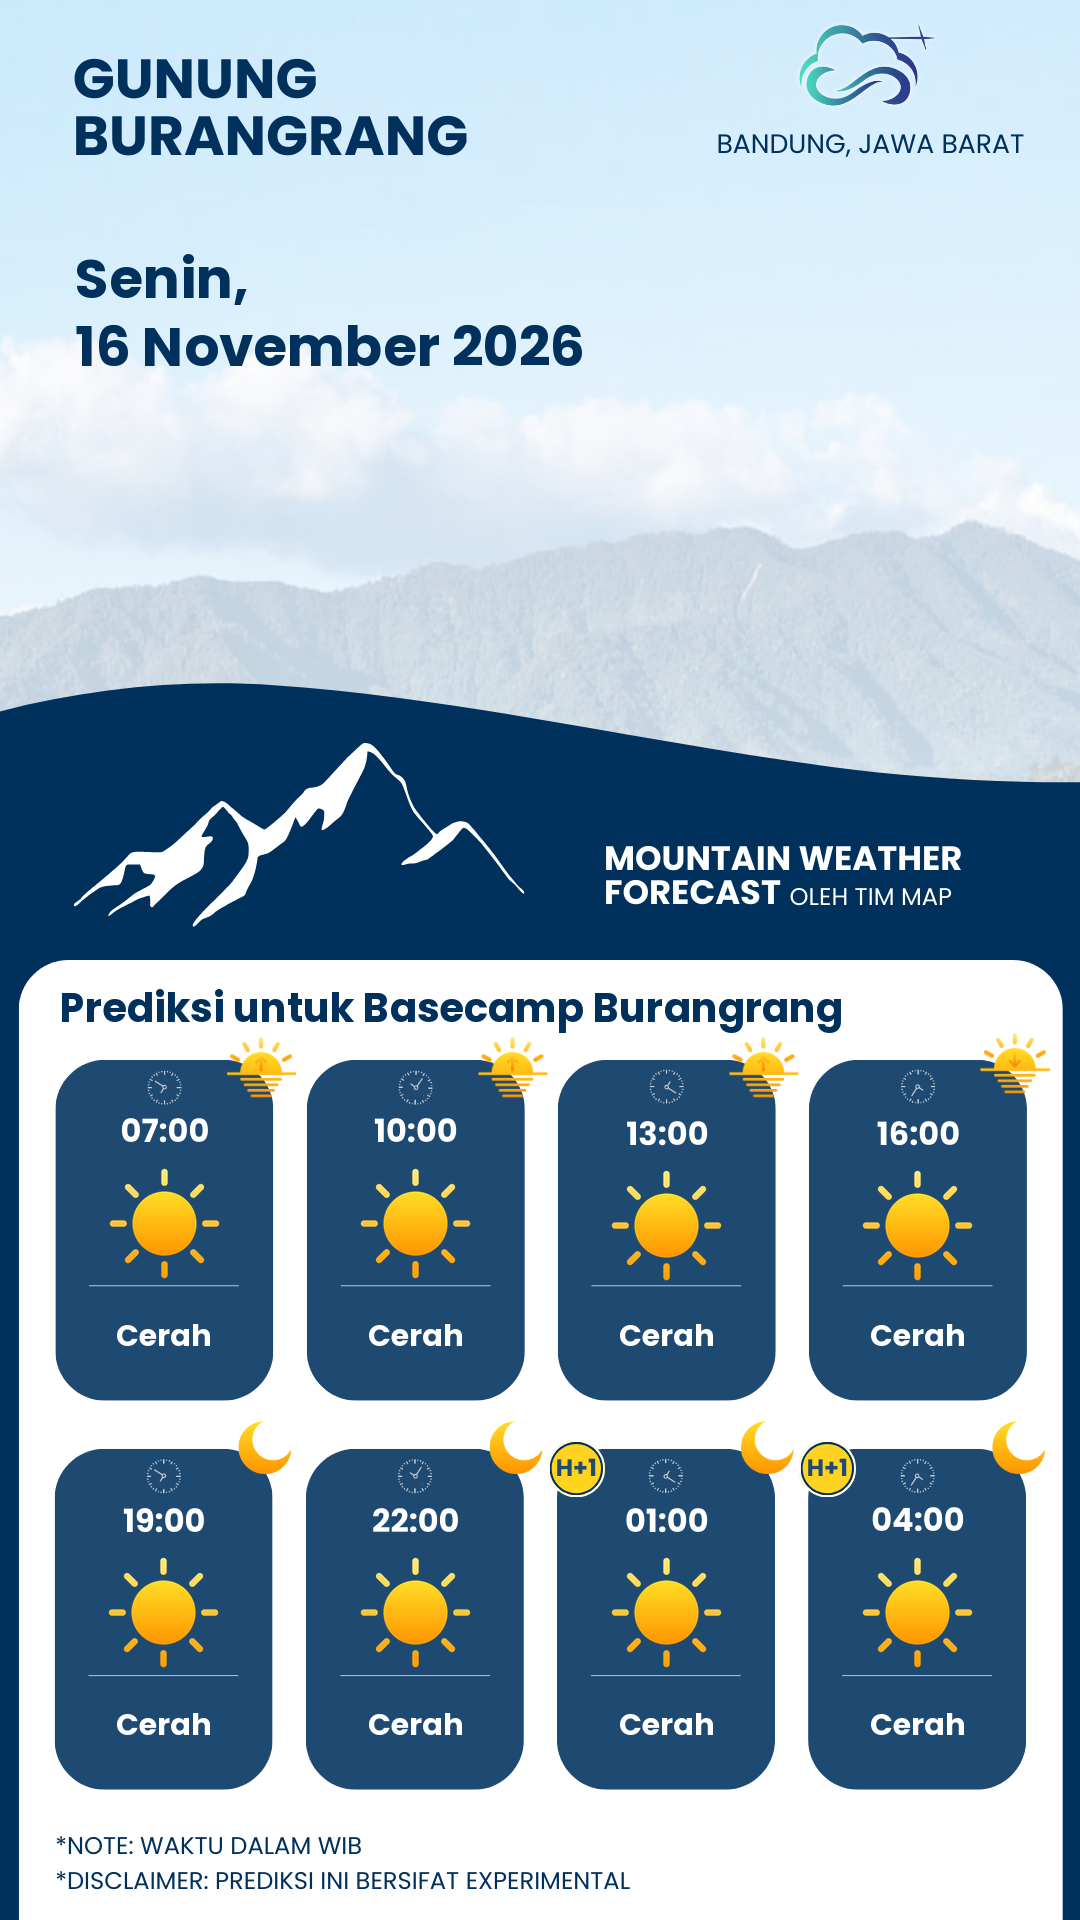 GUNUNG
BURANGRANG
BANDUNG, JAWA BARAT
Senin,
16 November 2026
MOUNTAIN WEATHER
FORECAST OLEH TIM MAP
Prediksi untuk Basecamp Burangrang
07:00 10:00 13:00 16:00
Cerah Cerah Cerah Cerah
H+1 H+1
19:00 22:00 01:00 04:00
Cerah Cerah Cerah Cerah
*NOTE: WAKTU DALAM WIB
*DISCLAIMER: PREDIKSI INI BERSIFAT EXPERIMENTAL